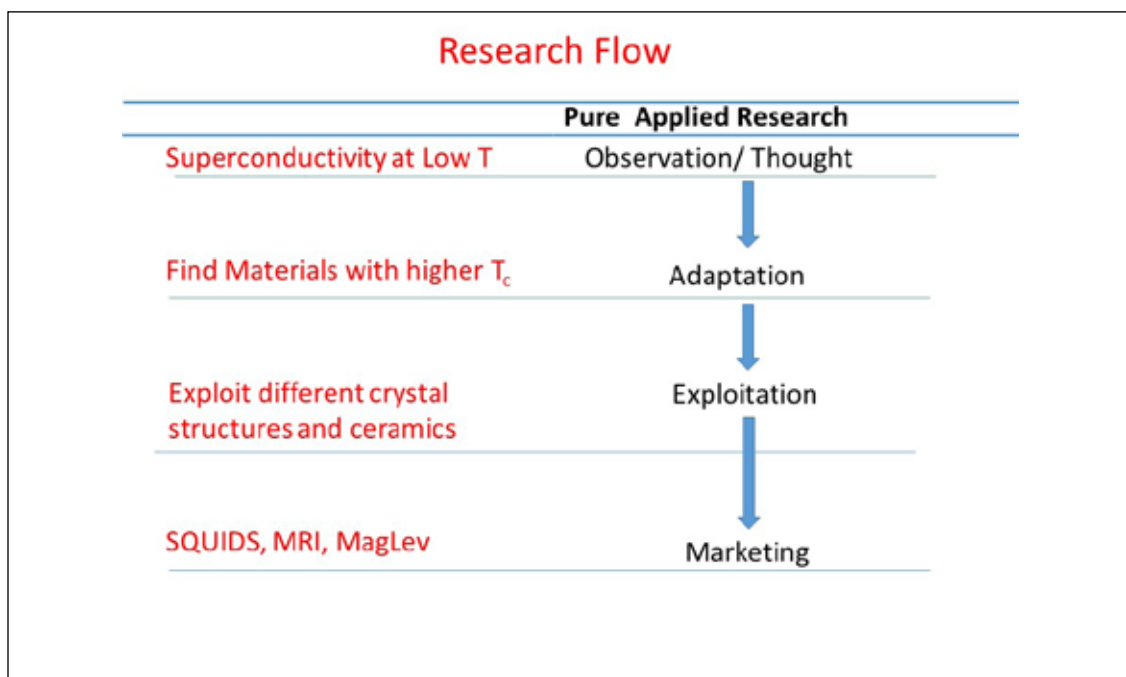 Research Flow
Pure Applied Research
Superconductivity at Low T Observation/ Thought
Find Materials with higher Tc Adaptation
Exploit different crystal Exploitation
structures and ceramics
SQUIDS, MRI, MagLev Marketing